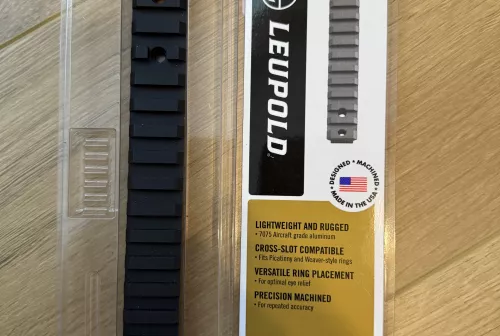 LEUPOLD
DESIGNED • MACHINED
MADE IN THE USA
LIGHTWEIGHT AND RUGGED
• 7075 Aircraft grade aluminum
CROSS-SLOT COMPATIBLE
• Fits Picatinny and Weaver-style rings
VERSATILE RING PLACEMENT
• For optimal eye relief
PRECISION MACHINED
• For repeated accuracy